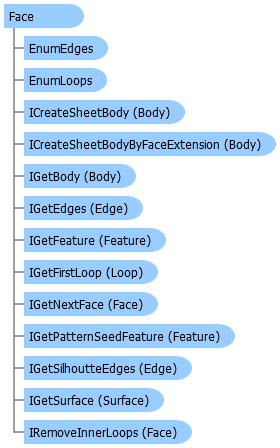 Face
EnumEdges
EnumLoops
ICreateSheetBody (Body)
ICreateSheetBodyByFaceExtension (Body)
IGetBody (Body)
IGetEdges (Edge)
IGetFeature (Feature)
IGetFirstLoop (Loop)
IGetNextFace (Face)
IGetPatternSeedFeature (Feature)
IGetSilhoutteEdges (Edge)
IGetSurface (Surface)
IRemoveInnerLoops (Face)